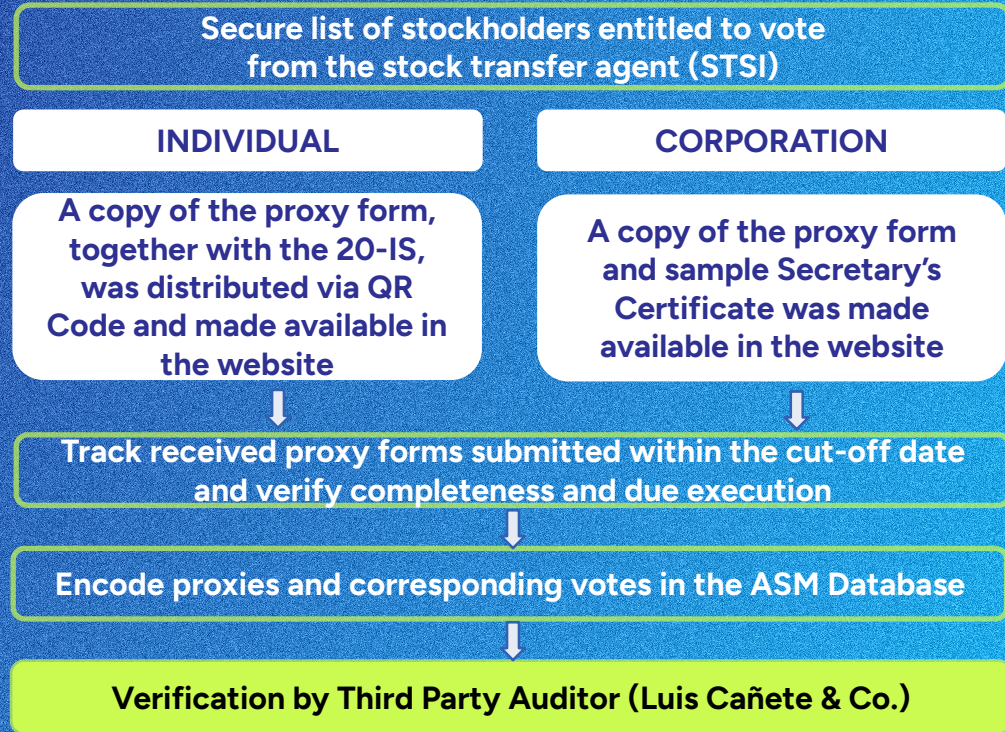 Secure list of stockholders entitled to vote
from the stock transfer agent (STSI)
INDIVIDUAL
A copy of the proxy form,
together with the 20-IS,
was distributed via QR
Code and made available in
the website
CORPORATION
A copy of the proxy form
and sample Secretary’s
Certificate was made
available in the website
Track received proxy forms submitted within the cut-off date
and verify completeness and due execution
Encode proxies and corresponding votes in the ASM Database
Verification by Third Party Auditor (Luis Cañete & Co.)